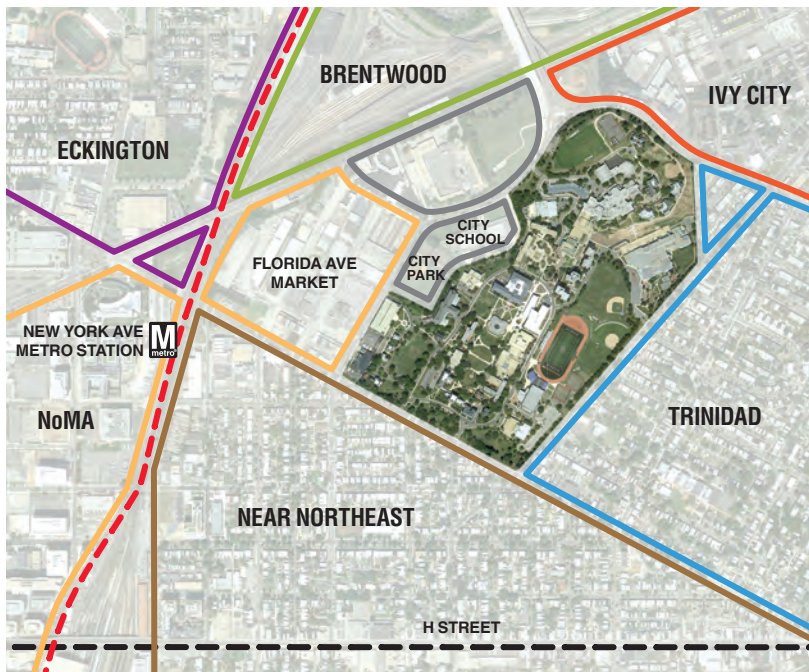 BRENTWOOD
IVY CITY
ECKINGTON
CITY
SCHOOL
CITY
PARK
FLORIDA AVE
MARKET
NEW YORK AVE
METRO STATION
M
metro
NoMA
TRINIDAD
NEAR NORTHEAST
H STREET